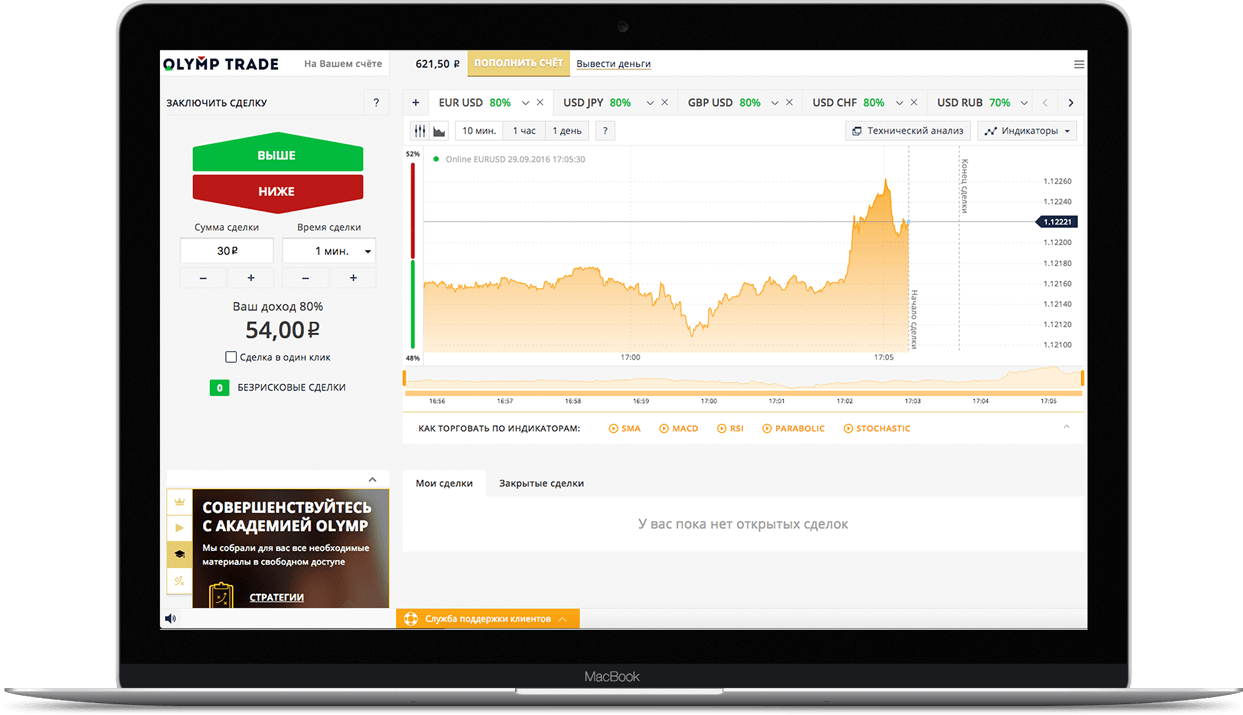 OLYMP TRADE
На Вашем счёте
621,50 ₽
ПОПОЛНИТЬ СЧЁТ
Вывести деньги
ЗАКЛЮЧИТЬ СДЕЛКУ
?
+
EUR USD 80%
USD JPY 80%
GBP USD 80%
USD CHF 80%
USD RUB 70%
10 мин.
1 час
1 день
?
Технический анализ
Индикаторы
ВЫШЕ
НИЖЕ
Сумма сделки
Время сделки
30₽
1 мин.
− +
− +
Ваш доход 80%
54,00₽
Сделка в один клик
0 БЕЗРИСКОВЫЕ СДЕЛКИ
52%
Online EURUSD 29.09.2016 17:05:30
Конец сделки
Начало сделки
1.12260
1.12240
1.12221
1.12200
1.12180
1.12160
1.12140
1.12120
1.12100
48%
17:00
17:05
16:56 16:57 16:58 16:59 17:00 17:01 17:02 17:03 17:04 17:05
КАК ТОРГОВАТЬ ПО ИНДИКАТОРАМ:
SMA
MACD
RSI
PARABOLIC
STOCHASTIC
Мои сделки
Закрытые сделки
У вас пока нет открытых сделок
СОВЕРШЕНСТВУЙТЕСЬ
С АКАДЕМИЕЙ OLYMP
Мы собрали для вас все необходимые
материалы в свободном доступе
СТРАТЕГИИ
Служба поддержки клиентов
MacBook